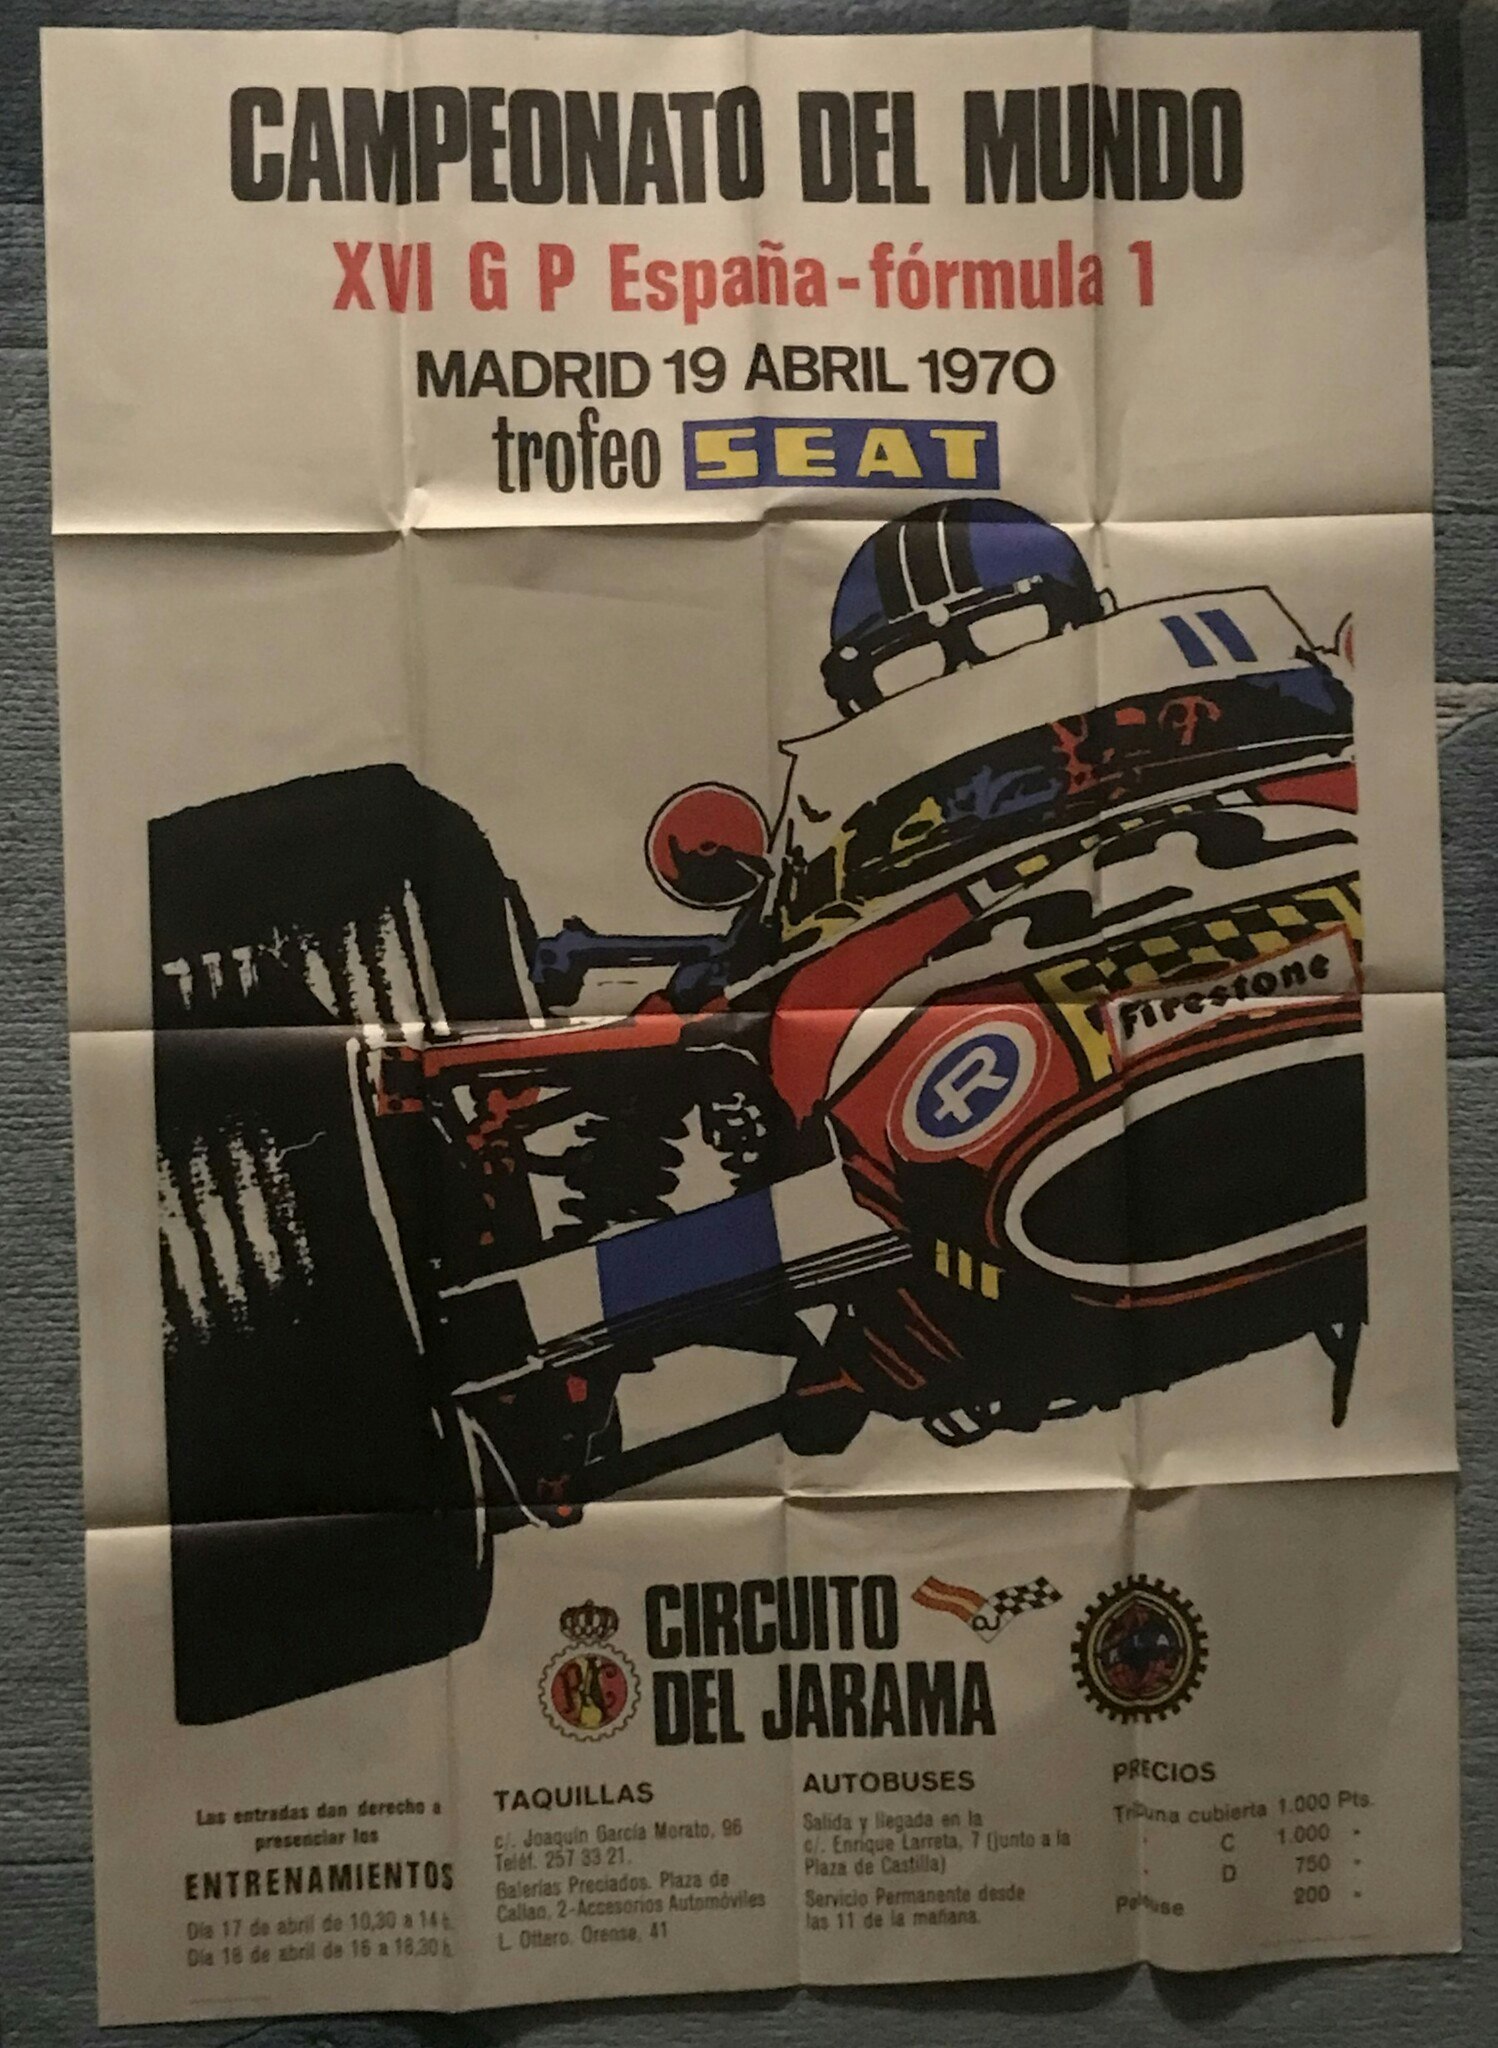 CAMPEONATO DEL MUNDO
XVI G P España-fórmula 1
MADRID 19 ABRIL 1970
trofeo SEAT
Firestone
R
CIRCUITO
DEL JARAMA
RACE
Las entradas dan derecho a
presenciar los
ENTRENAMIENTOS
Día 17 de abril de 10,30 a 14 h.
Día 18 de abril de 16 a 18,30 h.
TAQUILLAS
c/. Joaquín García Morato, 96
Teléf. 257 33 21.
Galerías Preciados. Plaza de
Callao, 2-Accesorios Automóviles
L. Ottero. Orense, 41
AUTOBUSES
Salida y llegada en la
c/. Enrique Larreta, 7 (junto a la
Plaza de Castilla)
Servicio Permanente desde
las 11 de la mañana.
PRECIOS
Tribuna cubierta 1.000 Pts.
" C 1.000 "
" D 750 "
Pelouse 200 "